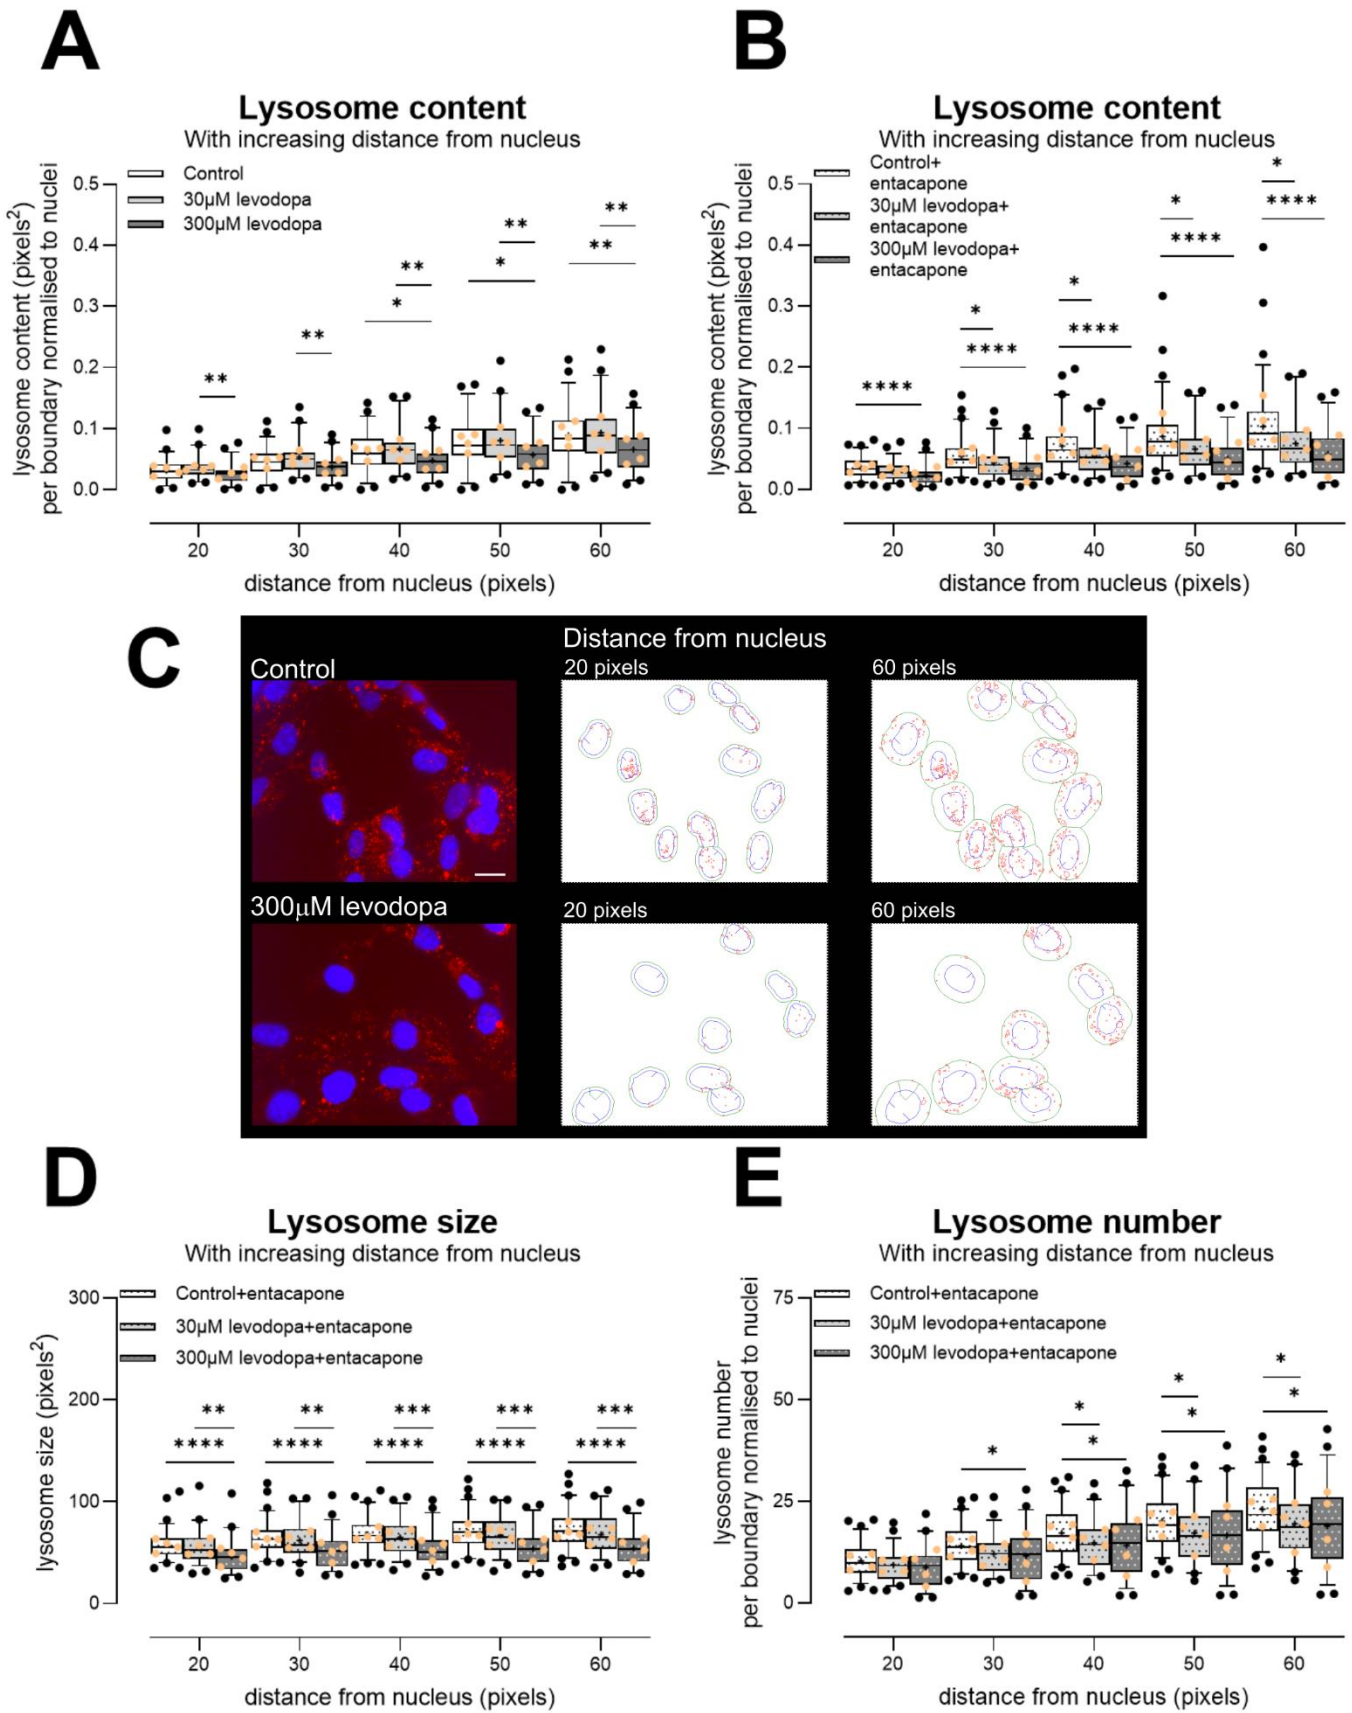 A
Lysosome content
With increasing distance from nucleus
lysosome content (pixels²)
per boundary normalised to nuclei
Control
30µM levodopa
300µM levodopa
0.5
0.4
0.3
0.2
0.1
0.0
**
**
**
*
**
*
**
**
20 30 40 50 60
distance from nucleus (pixels)
B
Lysosome content
With increasing distance from nucleus
lysosome content (pixels²)
per boundary normalised to nuclei
Control+
entacapone
30µM levodopa+
entacapone
300µM levodopa+
entacapone
0.5
0.4
0.3
0.2
0.1
0.0
****
*
****
*
****
*
****
*
****
20 30 40 50 60
distance from nucleus (pixels)
C
Distance from nucleus
Control
20 pixels
60 pixels
300µM levodopa
20 pixels
60 pixels
D
Lysosome size
With increasing distance from nucleus
lysosome size (pixels²)
Control+entacapone
30µM levodopa+entacapone
300µM levodopa+entacapone
300
200
100
0
** ** *** *** ***
**** **** **** **** ****
20 30 40 50 60
distance from nucleus (pixels)
E
Lysosome number
With increasing distance from nucleus
lysosome number
per boundary normalised to nuclei
Control+entacapone
30µM levodopa+entacapone
300µM levodopa+entacapone
75
50
25
0
*
*
*
*
*
*
*
20 30 40 50 60
distance from nucleus (pixels)